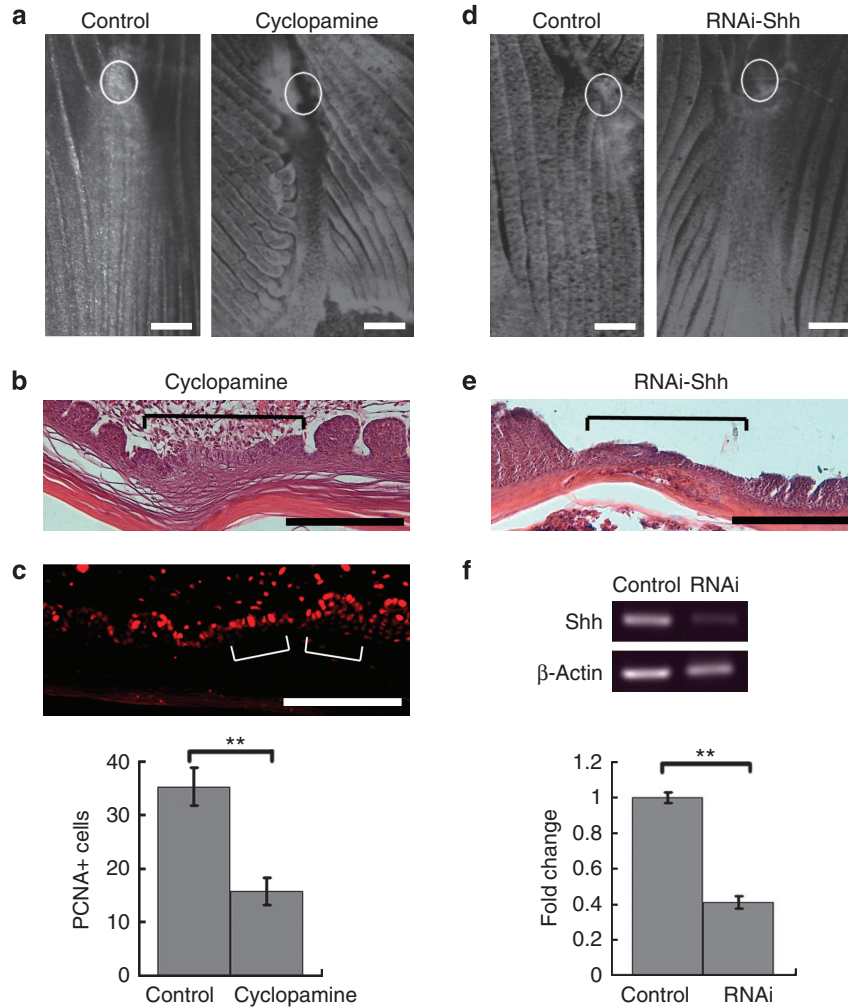 a
Control
Cyclopamine
d
Control
RNAi-Shh
b
Cyclopamine
e
RNAi-Shh
c
f
Control RNAi
Shh
β-Actin
PCNA+ cells
40
30
20
10
0
**
Control
Cyclopamine
Fold change
1.2
1
0.8
0.6
0.4
0.2
0
**
Control
RNAi